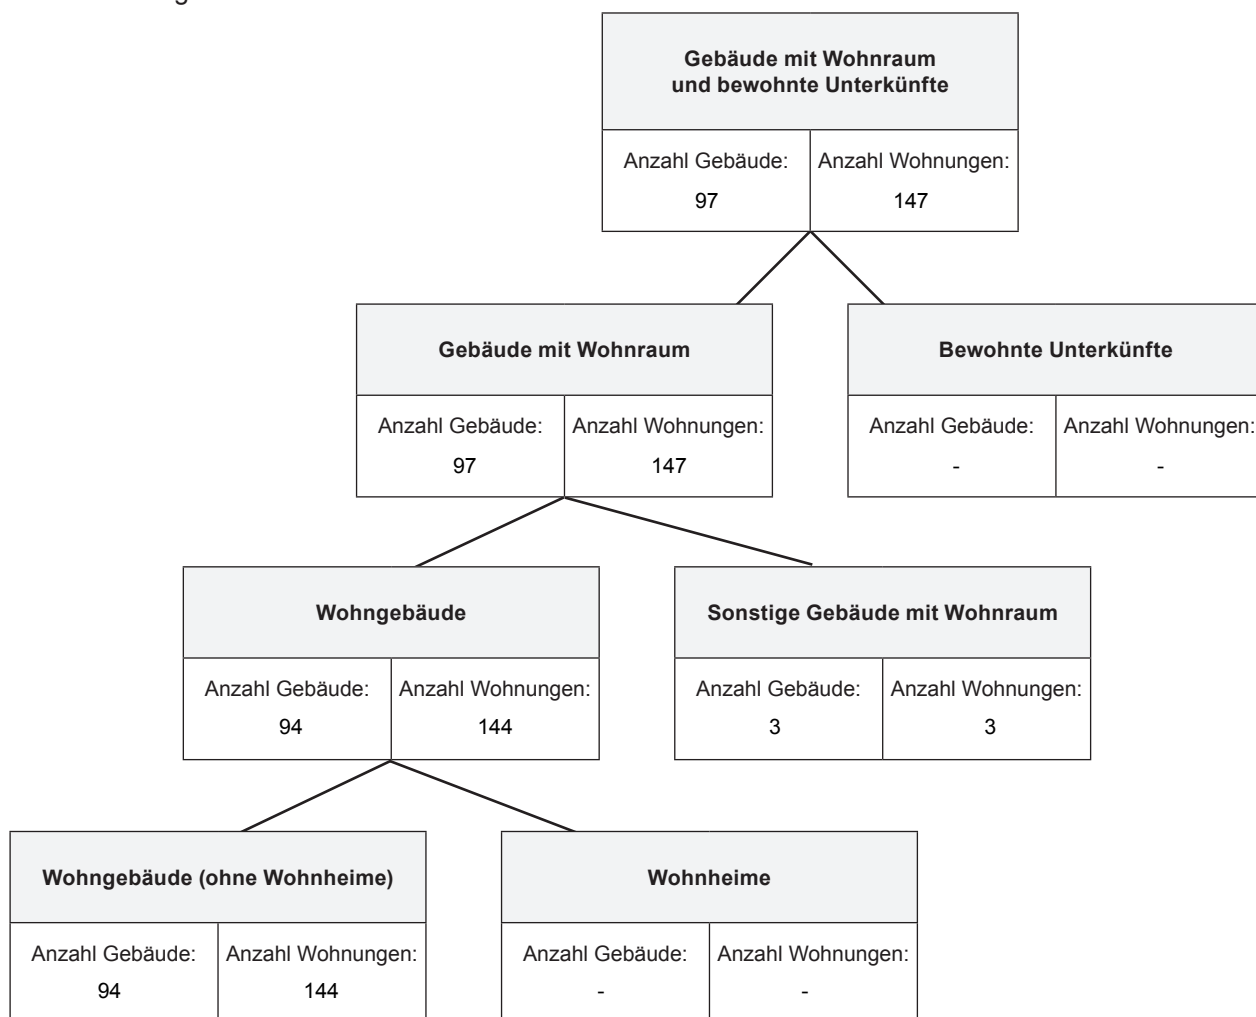 Gebäude mit Wohnraum
und bewohnte Unterkünfte
Anzahl Gebäude: Anzahl Wohnungen:
97 147
Gebäude mit Wohnraum
Anzahl Gebäude: Anzahl Wohnungen:
97 147
Bewohnte Unterkünfte
Anzahl Gebäude: Anzahl Wohnungen:
- -
Wohngebäude
Anzahl Gebäude: Anzahl Wohnungen:
94 144
Sonstige Gebäude mit Wohnraum
Anzahl Gebäude: Anzahl Wohnungen:
3 3
Wohngebäude (ohne Wohnheime)
Anzahl Gebäude: Anzahl Wohnungen:
94 144
Wohnheime
Anzahl Gebäude: Anzahl Wohnungen:
- -